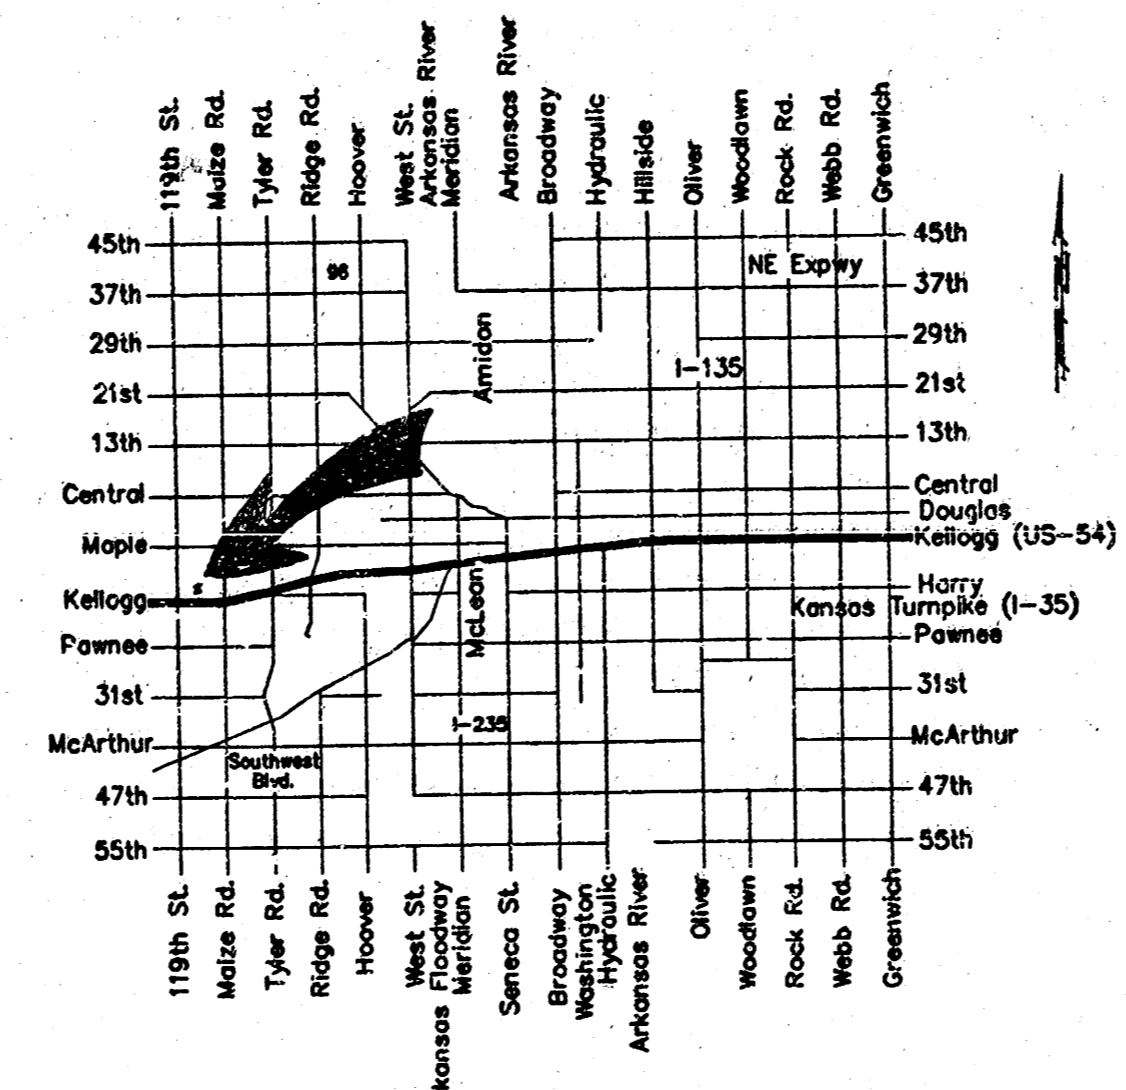 119th St.
Maize Rd.
Tyler Rd.
Ridge Rd.
Hoover
West St.
Arkansas River
Meridian
Arkansas River
Broadway
Hydraulic
Hillside
Oliver
Woodlawn
Rock Rd.
Webb Rd.
Greenwich
45th
45th
96
NE Expwy
37th
37th
29th
29th
Amidon
I-135
21st
21st
13th
13th
Central
Central
Douglas
Maple
Kellogg (US-54)
Kellogg
Harry
Kansas Turnpike (I-35)
McLean
Pawnee
Pawnee
31st
31st
I-235
McArthur
McArthur
Southwest
Blvd.
47th
47th
55th
55th
119th St.
Maize Rd.
Tyler Rd.
Ridge Rd.
Hoover
West St.
kansas Floodway
Meridian
Seneca St.
Broadway
Washington
Hydraulic
Arkansas River
Oliver
Woodlawn
Rock Rd.
Webb Rd.
Greenwich